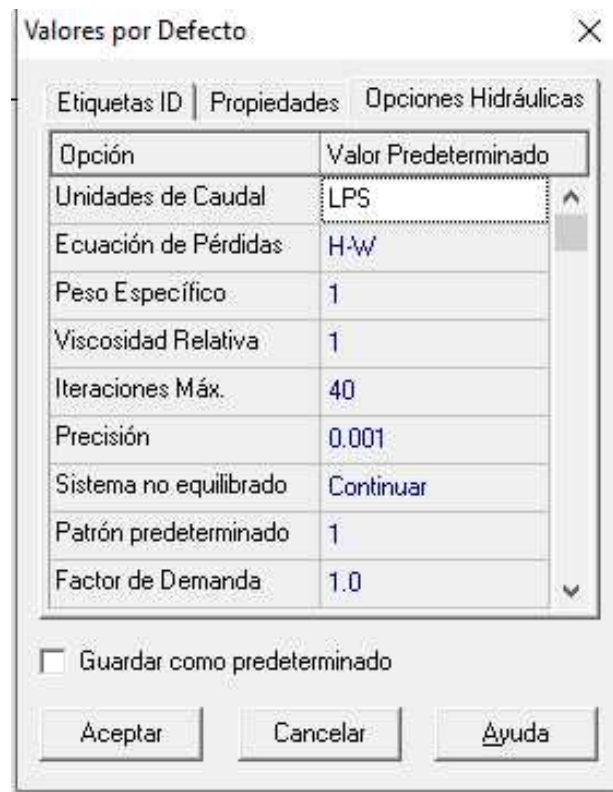 Valores por Defecto
Etiquetas ID Propiedades Opciones Hidráulicas
Opción Valor Predeterminado
Unidades de Caudal LPS
Ecuación de Pérdidas H-W
Peso Específico 1
Viscosidad Relativa 1
Iteraciones Máx. 40
Precisión 0.001
Sistema no equilibrado Continuar
Patrón predeterminado 1
Factor de Demanda 1.0
Guardar como predeterminado
Aceptar Cancelar Ayuda